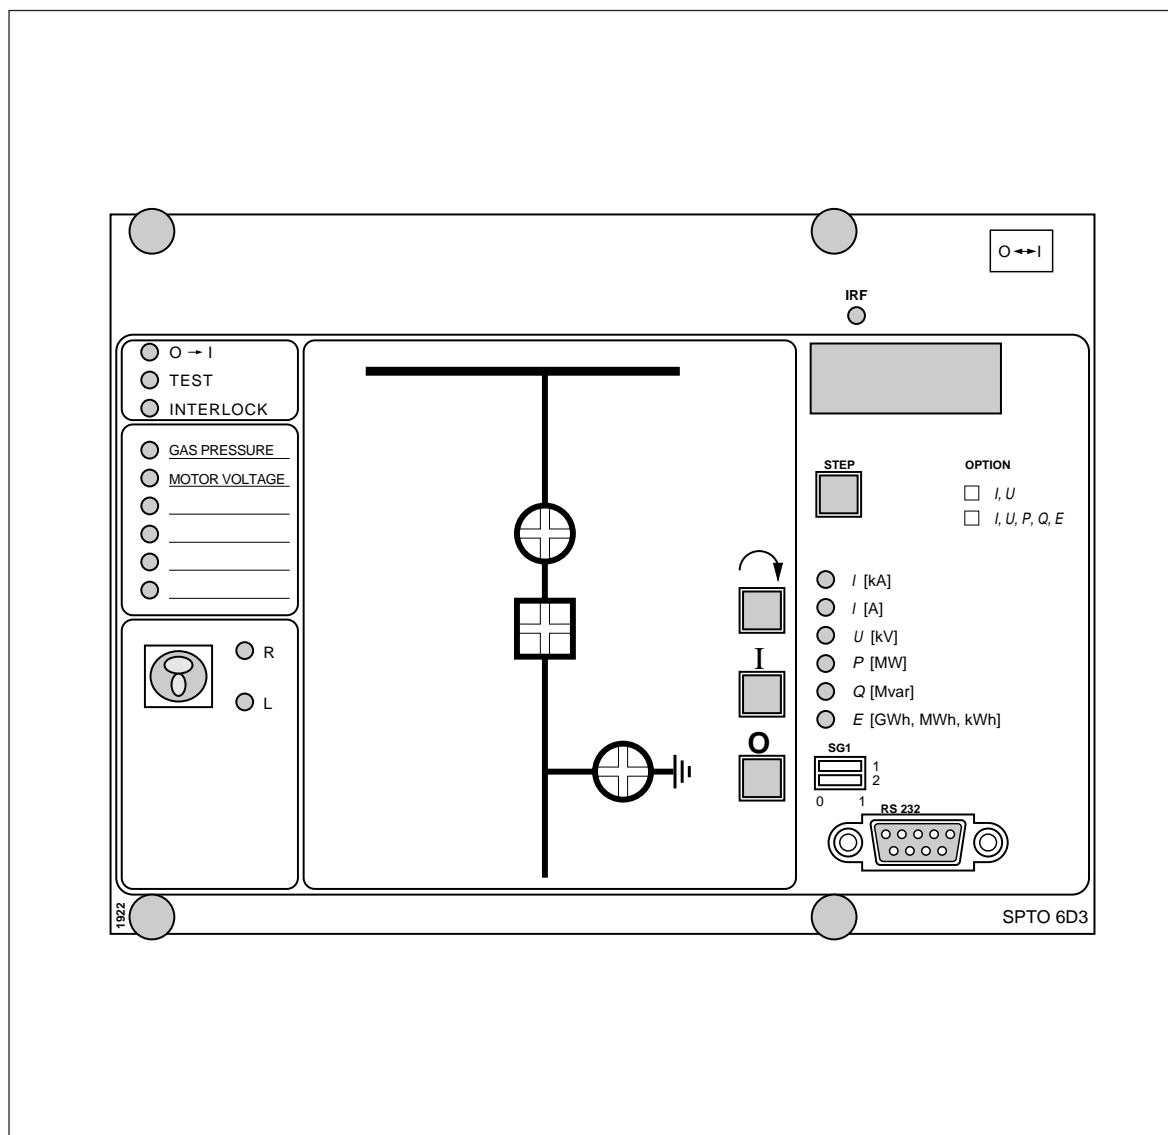 O ↔ I
IRF
O → I
TEST
INTERLOCK
GAS PRESSURE
MOTOR VOLTAGE
R
L
I
O
STEP
OPTION
I, U
I, U, P, Q, E
I [kA]
I [A]
U [kV]
P [MW]
Q [Mvar]
E [GWh, MWh, kWh]
SG1
1
2
0 1
RS 232
1922
SPTO 6D3